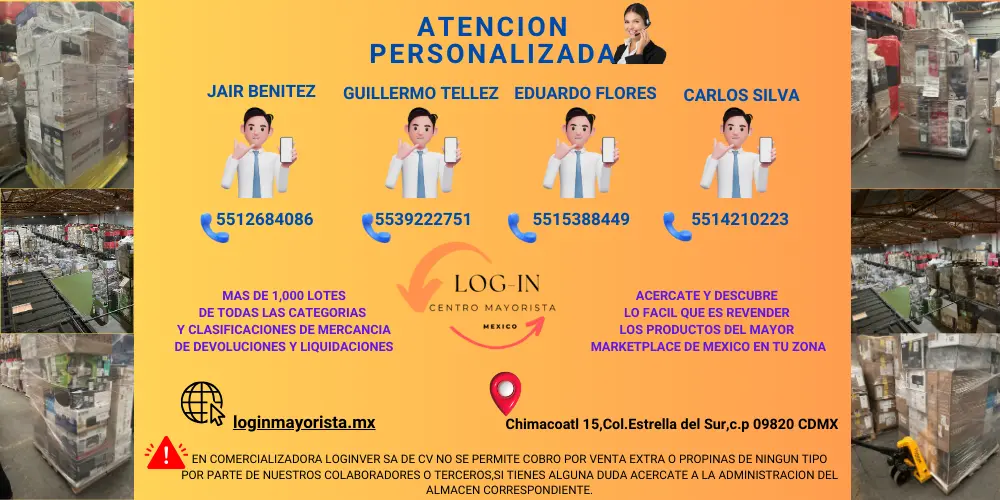 ATENCION
PERSONALIZADA
JAIR BENITEZ
GUILLERMO TELLEZ
EDUARDO FLORES
CARLOS SILVA
5512684086
5539222751
5515388449
5514210223
LOG-IN
CENTRO MAYORISTA
MEXICO
MAS DE 1,000 LOTES
DE TODAS LAS CATEGORIAS
Y CLASIFICACIONES DE MERCANCIA
DE DEVOLUCIONES Y LIQUIDACIONES
ACERCATE Y DESCUBRE
LO FACIL QUE ES REVENDER
LOS PRODUCTOS DEL MAYOR
MARKETPLACE DE MEXICO EN TU ZONA
loginmayorista.mx
Chimacoatl 15,Col.Estrella del Sur,c.p 09820 CDMX
EN COMERCIALIZADORA LOGINVER SA DE CV NO SE PERMITE COBRO POR VENTA EXTRA O PROPINAS DE NINGUN TIPO
POR PARTE DE NUESTROS COLABORADORES O TERCEROS,SI TIENES ALGUNA DUDA ACERCATE A LA ADMINISTRACION DEL
ALMACEN CORRESPONDIENTE.